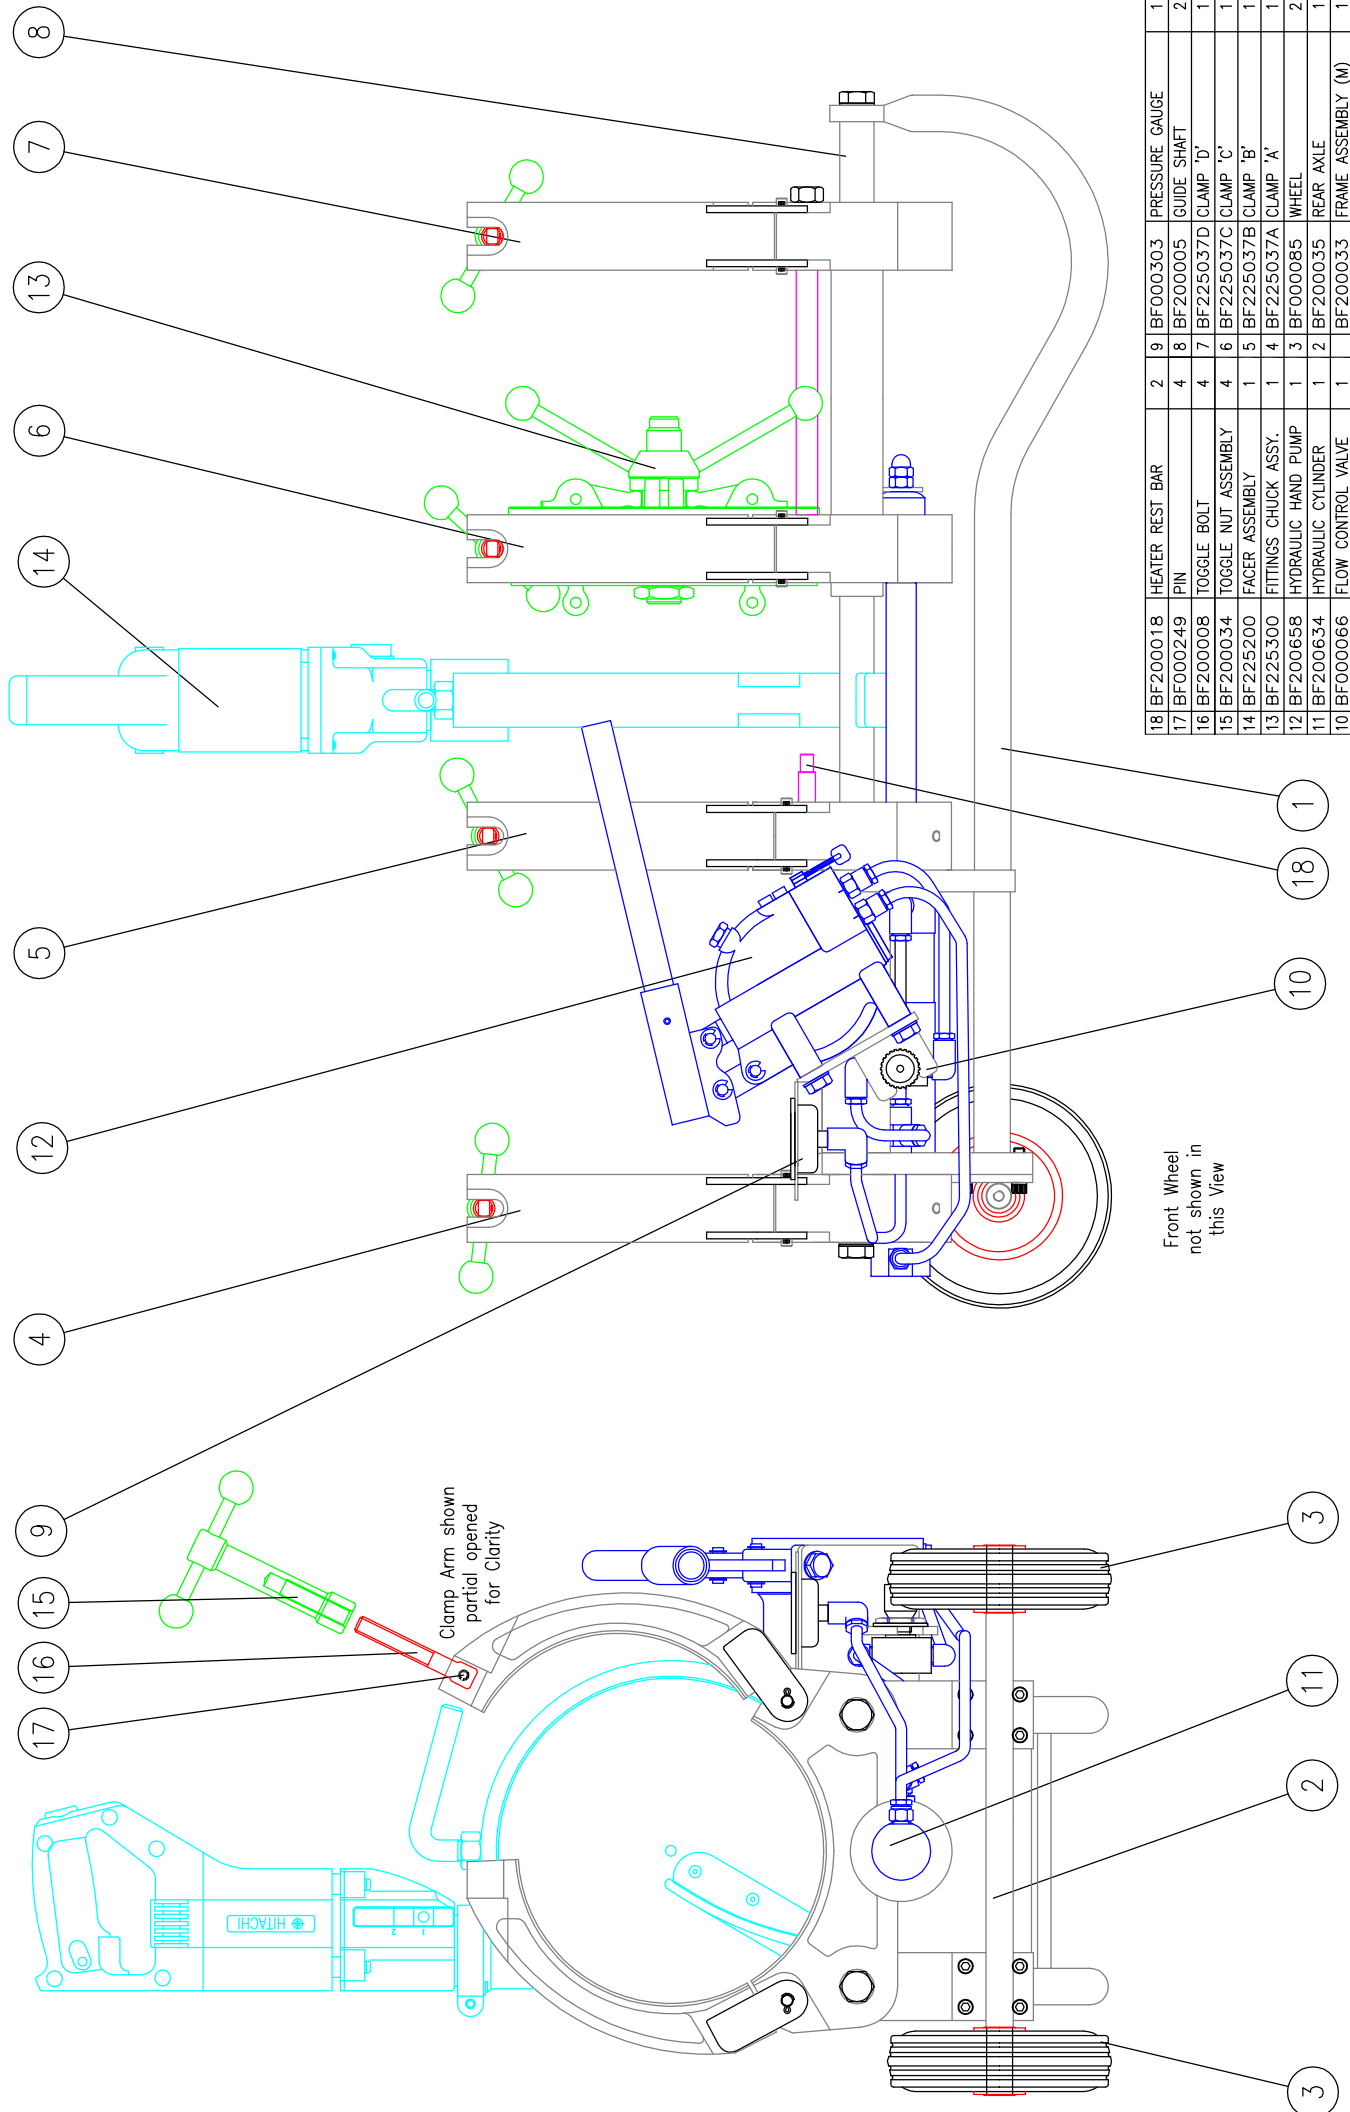 8
7
13
6
14
5
12
4
9
15
16
17
1
18
10
3
11
2
3
Front Wheel
not shown in
this View
Clamp Arm shown
partial opened
for Clarity
HITACHI
2
1
18 BF200018 HEATER REST BAR 2 9 BF000303 PRESSURE GAUGE 1
17 BF000249 PIN 4 8 BF200005 GUIDE SHAFT 2
16 BF200008 TOGGLE BOLT 4 7 BF225037D CLAMP 'D' 1
15 BF200034 TOGGLE NUT ASSEMBLY 4 6 BF225037C CLAMP 'C' 1
14 BF225200 FACER ASSEMBLY 1 5 BF225037B CLAMP 'B' 1
13 BF225300 FITTINGS CHUCK ASSY. 1 4 BF225037A CLAMP 'A' 1
12 BF200658 HYDRAULIC HAND PUMP 1 3 BF000085 WHEEL 2
11 BF200634 HYDRAULIC CYLINDER 1 2 BF200035 REAR AXLE 1
10 BF000066 FLOW CONTROL VALVE 1 BF200033 FRAME ASSEMBLY (M) 1